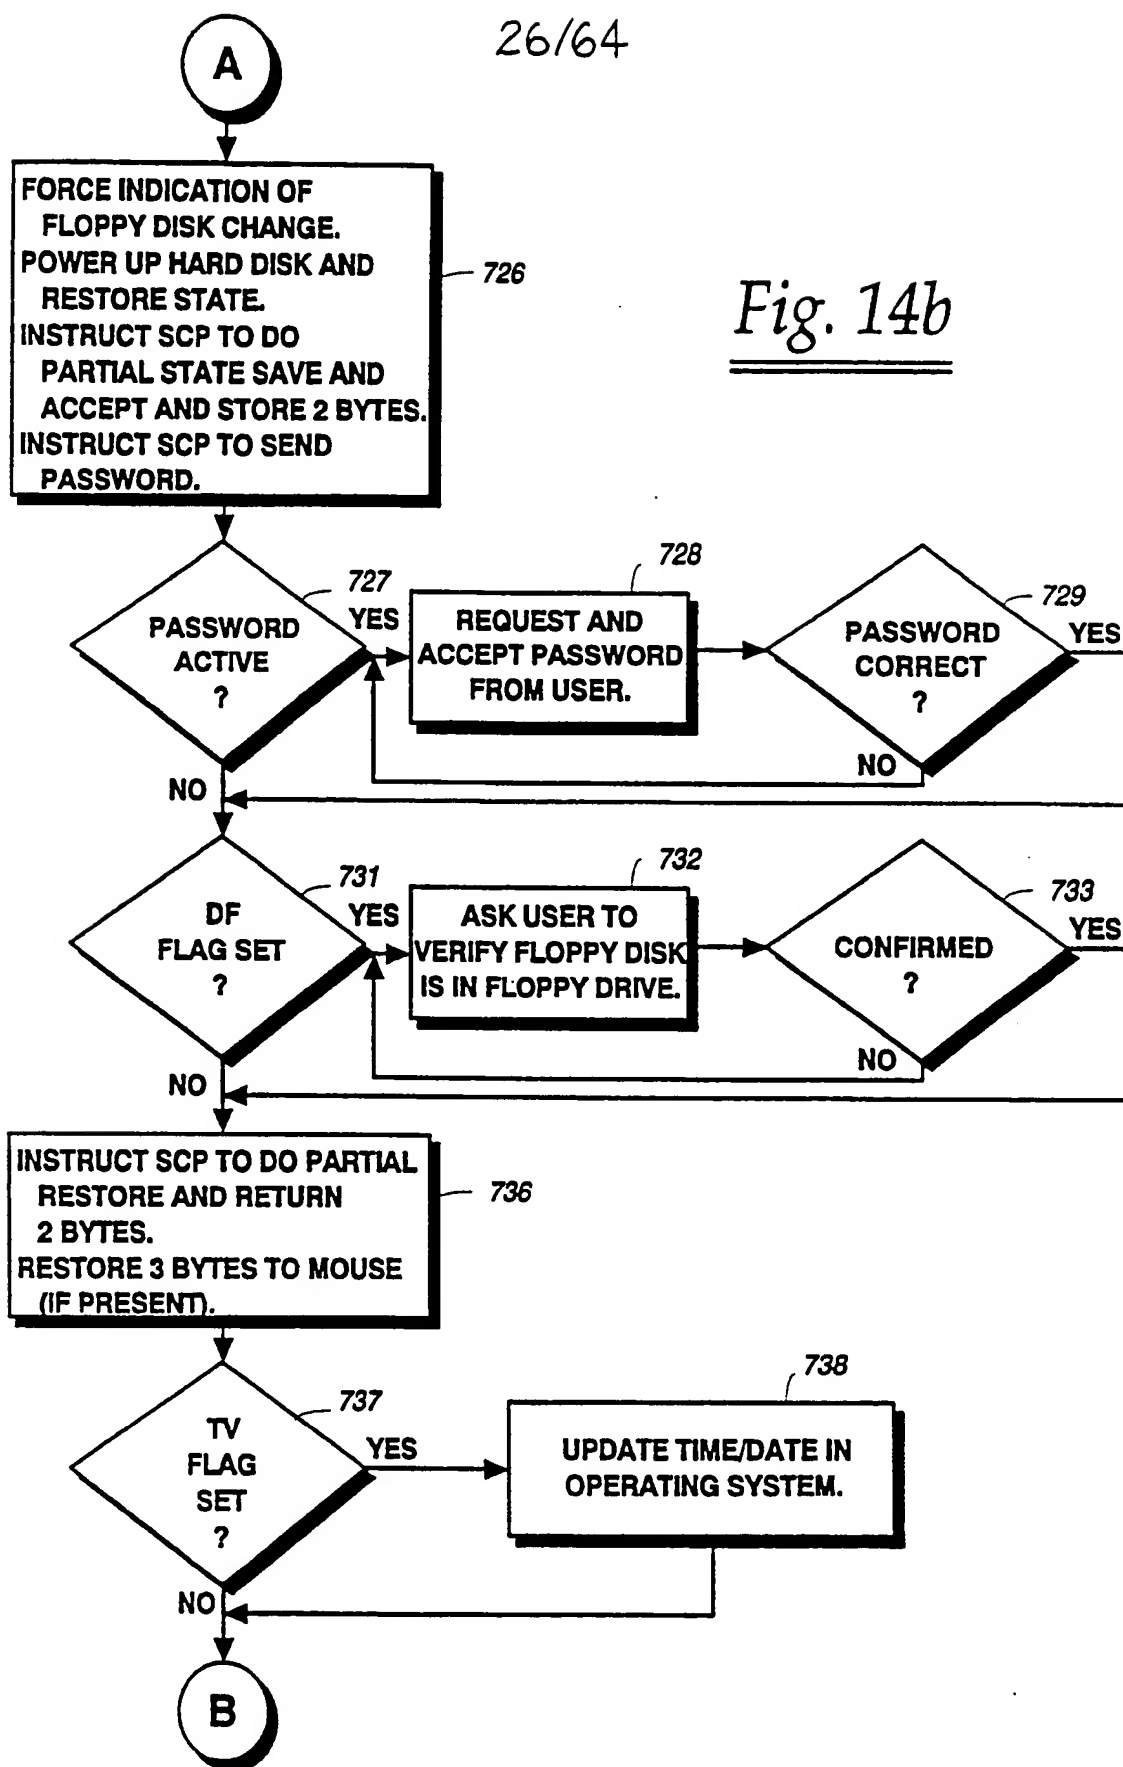 26/64
A
FORCE INDICATION OF
FLOPPY DISK CHANGE.
POWER UP HARD DISK AND
RESTORE STATE.
INSTRUCT SCP TO DO
PARTIAL STATE SAVE AND
ACCEPT AND STORE 2 BYTES.
INSTRUCT SCP TO SEND
PASSWORD.
726
Fig. 14b
727
PASSWORD
ACTIVE
?
YES
NO
728
REQUEST AND
ACCEPT PASSWORD
FROM USER.
729
PASSWORD
CORRECT
?
YES
NO
731
DF
FLAG SET
?
YES
NO
732
ASK USER TO
VERIFY FLOPPY DISK
IS IN FLOPPY DRIVE.
733
CONFIRMED
?
YES
NO
INSTRUCT SCP TO DO PARTIAL
RESTORE AND RETURN
2 BYTES.
RESTORE 3 BYTES TO MOUSE
(IF PRESENT).
736
737
TV
FLAG
SET
?
YES
NO
738
UPDATE TIME/DATE IN
OPERATING SYSTEM.
B